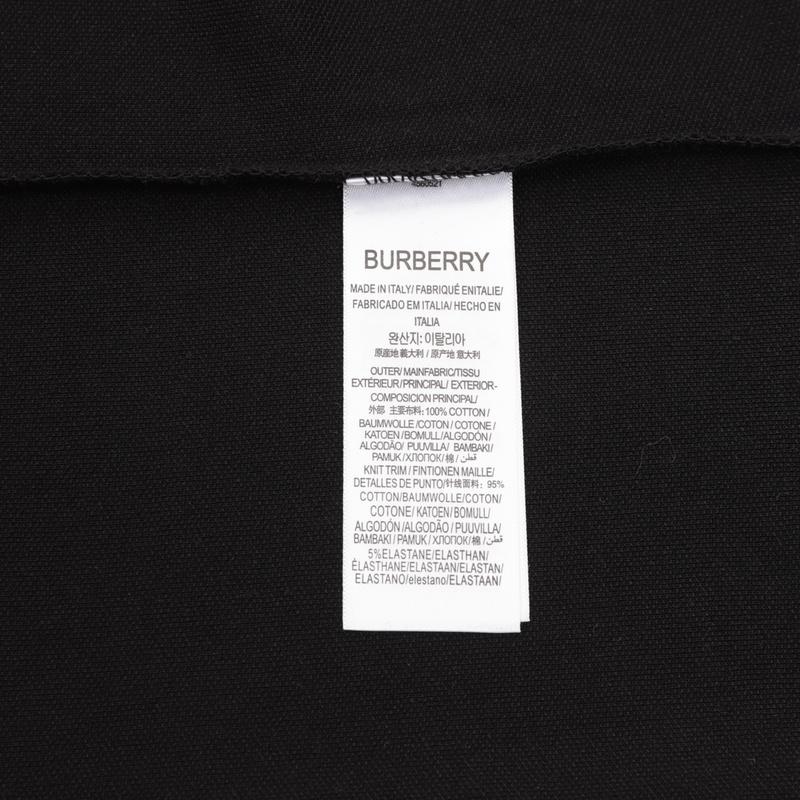 BURBERRY
MADE IN ITALY/ FABRIQUÉ ENITALIE/
FABRICADO EM ITALIA/ HECHO EN
ITALIA
완산지: 이탈리아
原産地 義大利 / 原产地 意大利
OUTER/ MAINFABRIC/TISSU
EXTÉRIEUR/PRINCIPAL/ EXTERIOR-
COMPOSICION PRINCIPAL/
外部 主要布料: 100% COTTON /
BAUMWOLLE /COTON / COTONE /
KATOEN /BOMULL/ALGODÓN/
ALGODÃO/ PUUVILLA/ BAMBAKI/
PAMUK /ХЛОПОК/棉 / قطن
KNIT TRIM / FINTIONEN MAILLE/
DETALLES DE PUNTO/针线面料: 95%
COTTON/BAUMWOLLE/COTON/
COTONE/ KATOEN/ BOMULL/
ALGODÓN /ALGODÃO / PUUVILLA/
BAMBAKI / PAMUK / ХЛОПОК/棉 / قطن
5%ELASTANE/ELASTHAN/
ÉLASTHANE/ELASTAAN/ELASTAN/
ELASTANO/elestano/ELASTAAN/